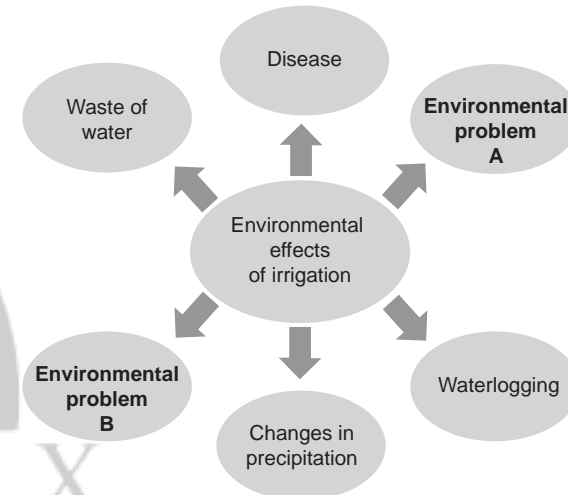 Disease
Waste of
water
Environmental
problem
A
Environmental
effects
of irrigation
Environmental
problem
B
Waterlogging
Changes in
precipitation
X